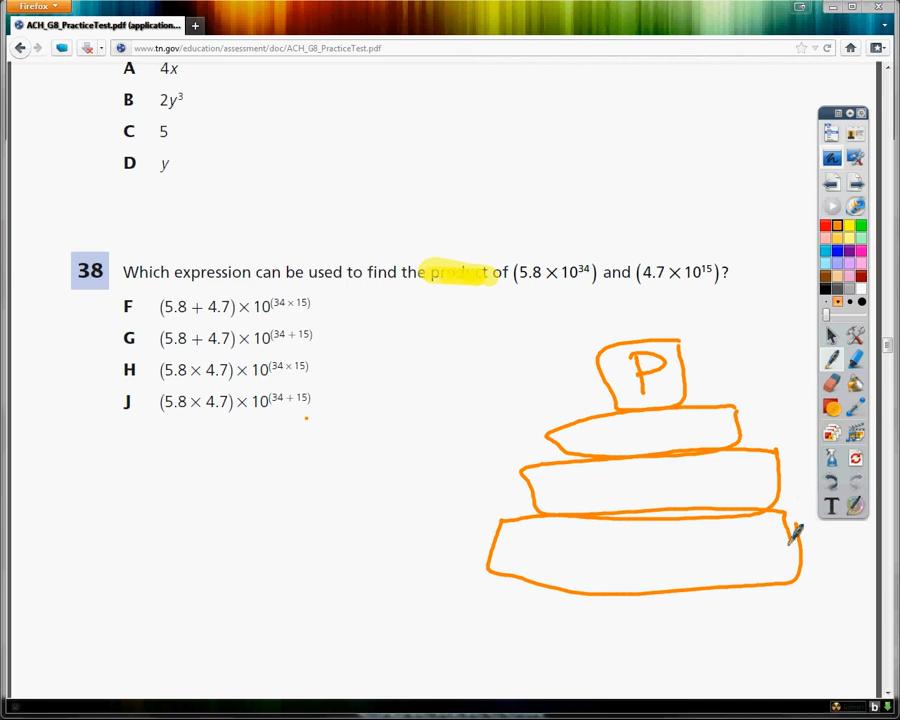 Firefox
ACH_G8_PracticeTest.pdf (application...
www.tn.gov/education/assessment/doc/ACH_G8_PracticeTest.pdf
A 4x
B 2y³
C 5
D y
38 Which expression can be used to find the product of (5.8 × 10³⁴) and (4.7 × 10¹⁵)?
F (5.8 + 4.7) × 10⁽³⁴ ˣ ¹⁵⁾
G (5.8 + 4.7) × 10⁽³⁴ ⁺ ¹⁵⁾
H (5.8 × 4.7) × 10⁽³⁴ ˣ ¹⁵⁾
J (5.8 × 4.7) × 10⁽³⁴ ⁺ ¹⁵⁾
P
T
b